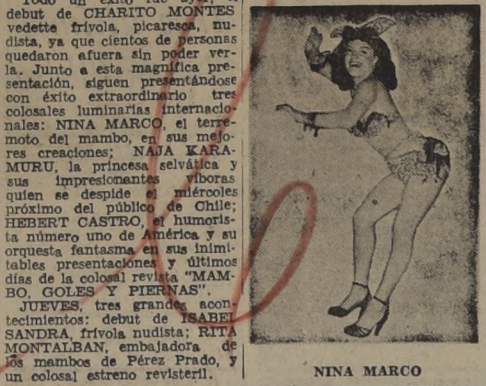 Todo un éxito fue ayer, el
debut de CHARITO MONTES
vedette frívola, picaresca, nu-
dista, ya que cientos de personas
quedaron afuera sin poder ver-
la. Junto a esta magnífica pre-
sentación, siguen presentándose
con éxito extraordinario tres
colosales luminarias internacio-
nales: NINA MARCO, el terre-
moto del mambo, en sus mejo-
res creaciones; NAJA KARA-
MURU, la princesa selvática y
sus impresionantes víboras
quien se despide el miércoles
próximo del público de Chile;
HEBERT CASTRO, el humoris-
ta número uno de América y su
orquesta fantasma en sus inimi-
tables presentaciones y últimos
días de la colosal revista "MAM-
BO, GOLES Y PIERNAS".
JUEVES, tres grandes acon-
tecimientos: debut de ISABEL
SANDRA, frívola nudista; RITA
MONTALBAN, embajadora de
los mambos de Pérez Prado, y
un colosal estreno revisteril.
NINA MARCO